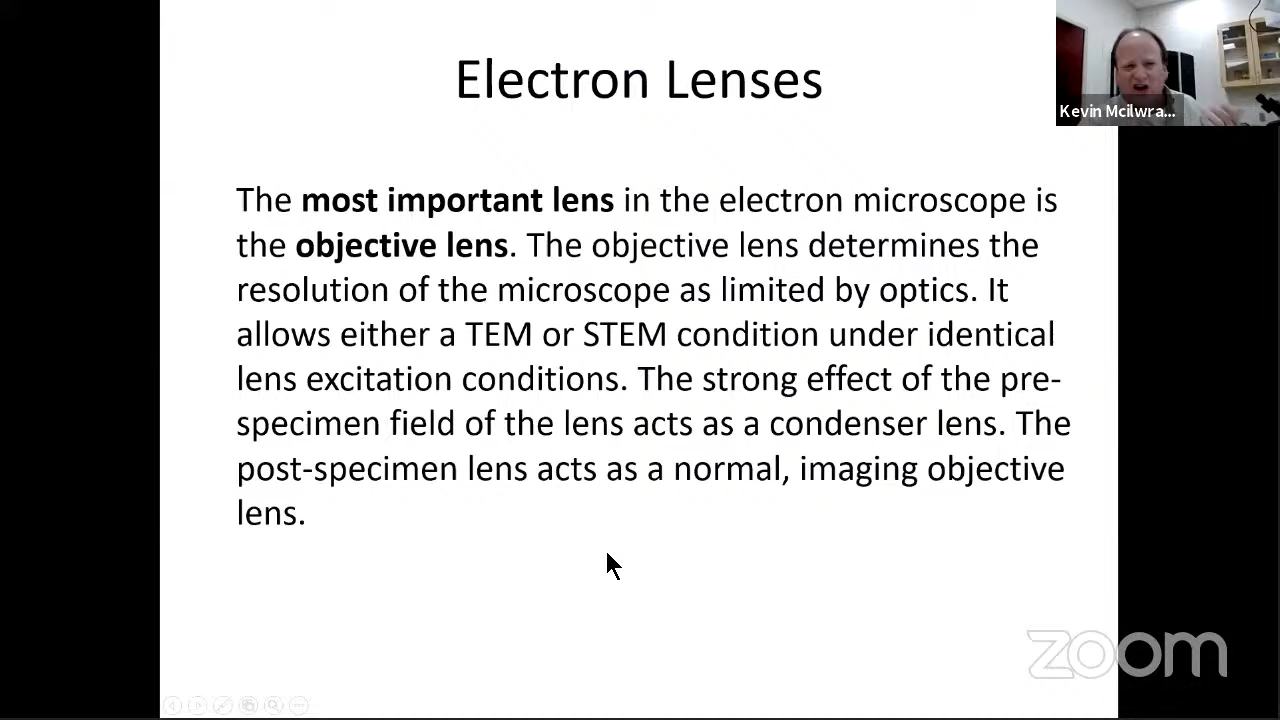 Electron Lenses
Kevin Mcilwra...
The most important lens in the electron microscope is
the objective lens. The objective lens determines the
resolution of the microscope as limited by optics. It
allows either a TEM or STEM condition under identical
lens excitation conditions. The strong effect of the pre-
specimen field of the lens acts as a condenser lens. The
post-specimen lens acts as a normal, imaging objective
lens.
zoom